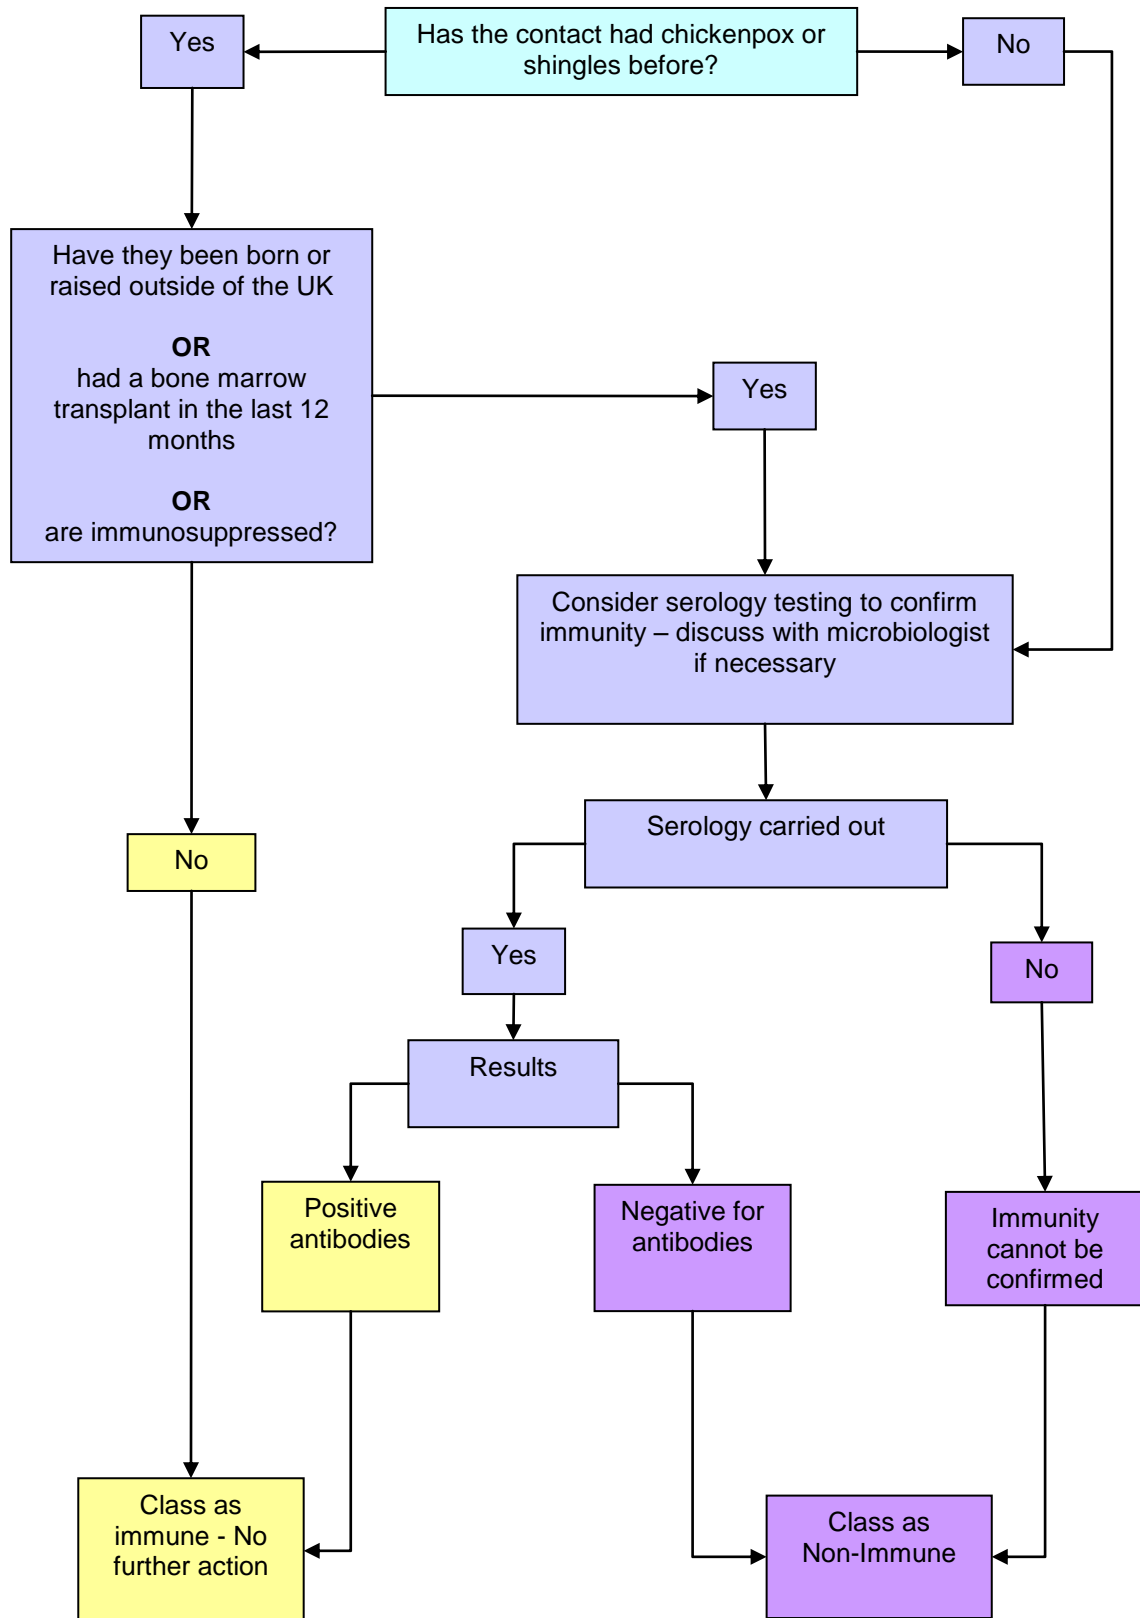 Yes
Has the contact had chickenpox or
shingles before?
No
Have they been born or
raised outside of the UK
OR
had a bone marrow
transplant in the last 12
months
OR
are immunosuppressed?
Yes
Consider serology testing to confirm
immunity – discuss with microbiologist
if necessary
Serology carried out
No
Yes
No
Results
Positive
antibodies
Negative for
antibodies
Immunity
cannot be
confirmed
Class as
immune - No
further action
Class as
Non-Immune